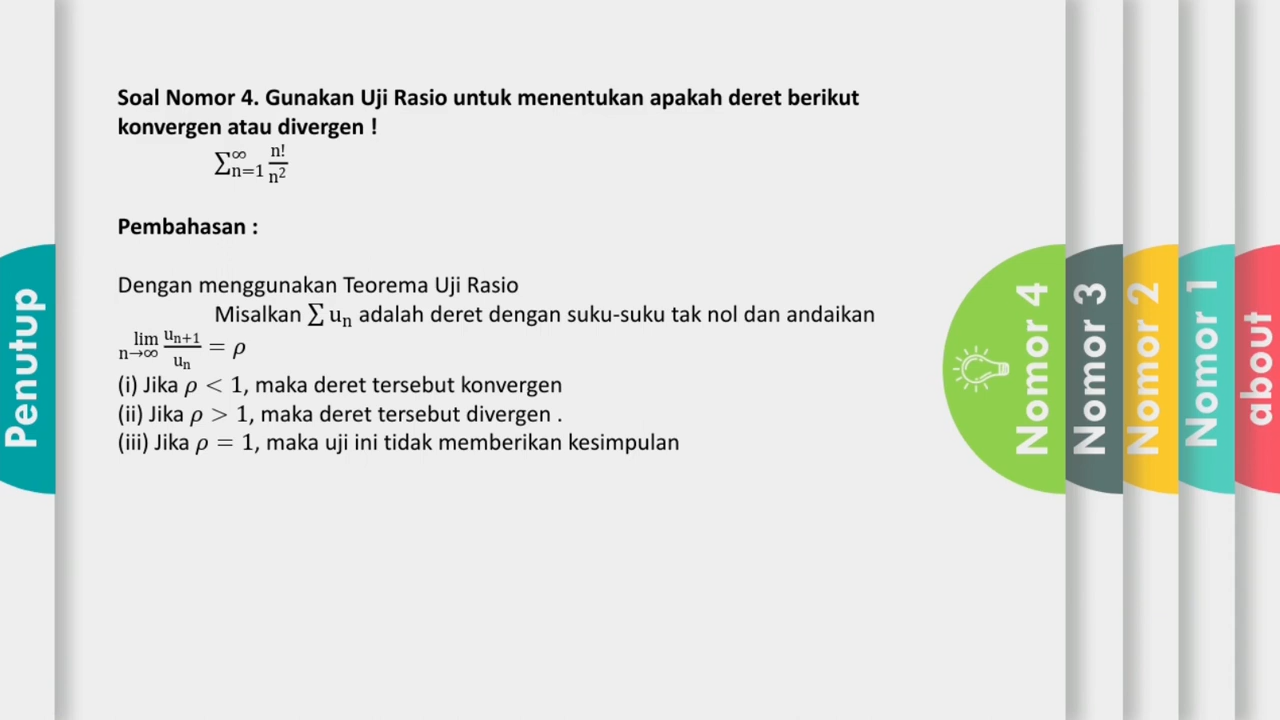 Soal Nomor 4. Gunakan Uji Rasio untuk menentukan apakah deret berikut
konvergen atau divergen !
∑_{n=1}^{∞} n!/n²
Pembahasan :
Dengan menggunakan Teorema Uji Rasio
Misalkan ∑ uₙ adalah deret dengan suku-suku tak nol dan andaikan
lim_{n→∞} u_{n+1}/u_n = ρ
(i) Jika ρ < 1, maka deret tersebut konvergen
(ii) Jika ρ > 1, maka deret tersebut divergen .
(iii) Jika ρ = 1, maka uji ini tidak memberikan kesimpulan
Penutup
Nomor 4
Nomor 3
Nomor 2
Nomor 1
about